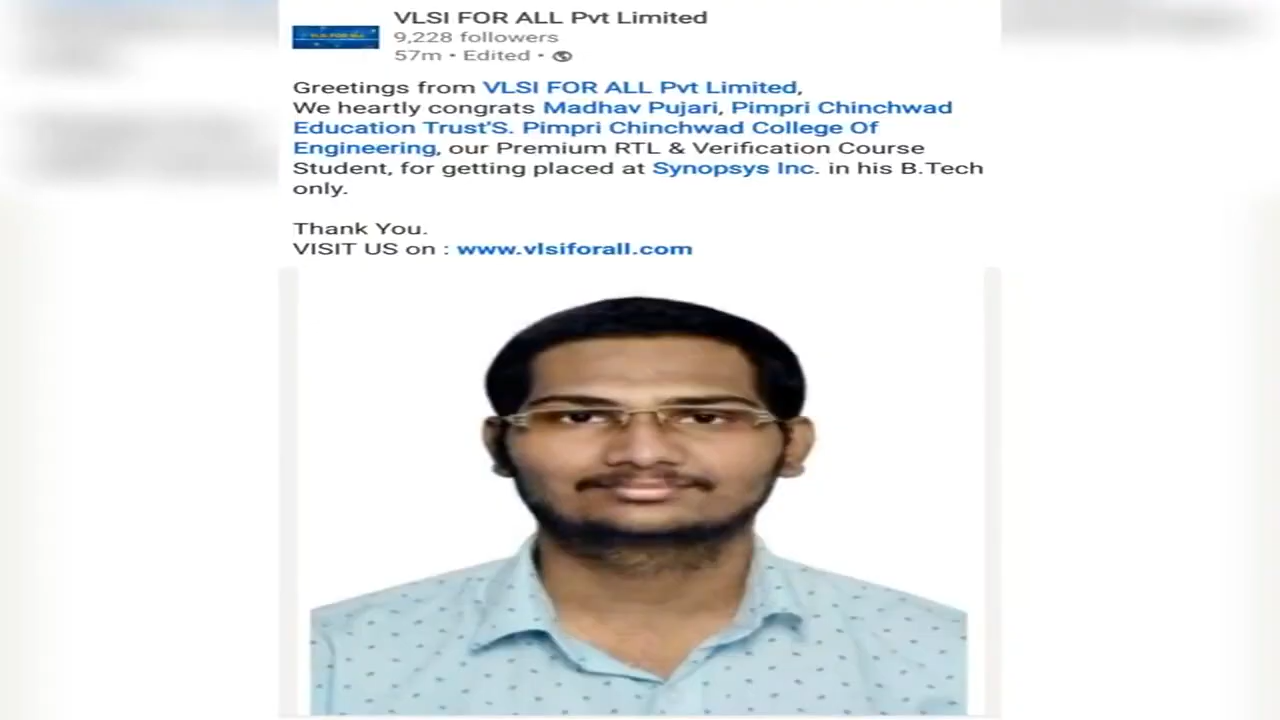 VLSI FOR ALL Pvt Limited
9,228 followers
57m • Edited •
Greetings from VLSI FOR ALL Pvt Limited,
We heartly congrats Madhav Pujari, Pimpri Chinchwad
Education Trust'S. Pimpri Chinchwad College Of
Engineering, our Premium RTL & Verification Course
Student, for getting placed at Synopsys Inc. in his B.Tech
only.
Thank You.
VISIT US on : www.vlsiforall.com